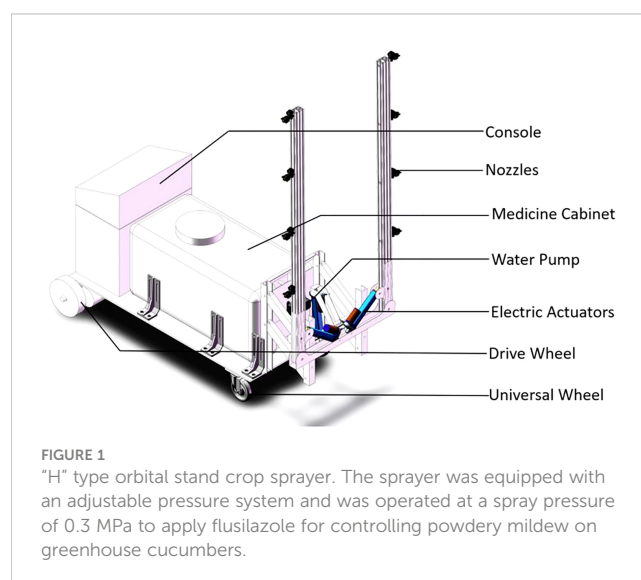 Console
Nozzles
Medicine Cabinet
Water Pump
Electric Actuators
Drive Wheel
Universal Wheel
FIGURE 1
“H” type orbital stand crop sprayer. The sprayer was equipped with
an adjustable pressure system and was operated at a spray pressure
of 0.3 MPa to apply flusilazole for controlling powdery mildew on
greenhouse cucumbers.